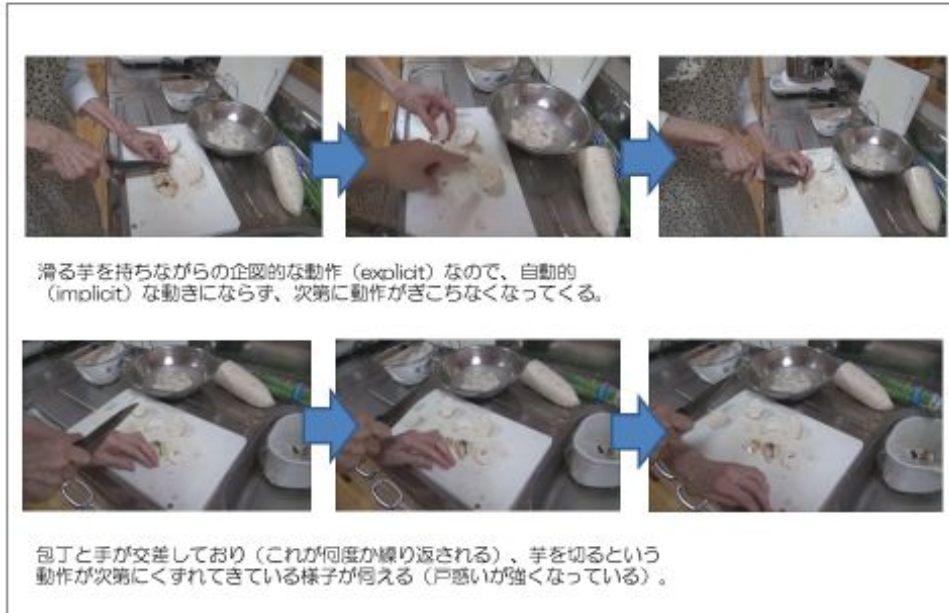 滑る芋を持ちながらの企図的な動作（explicit）なので、自動的
（implicit）な動きにならず、次第に動作がぎこちなくなってくる。
包丁と手が交差しており（これが何度か繰り返される）、芋を切るという
動作が次第にくずれてきている様子が伺える（戸惑いが強くなっている）。